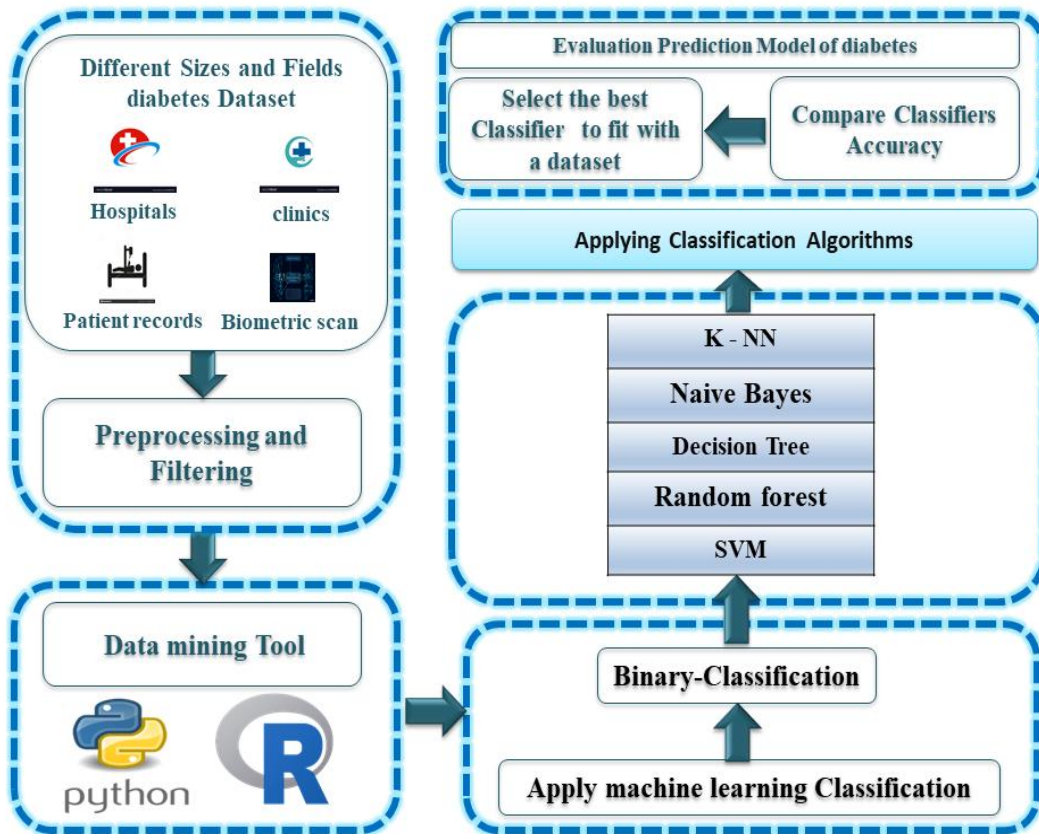 Different Sizes and Fields
diabetes Dataset
Hospitals
clinics
Patient records
Biometric scan
Preprocessing and
Filtering
Data mining Tool
python
R
Apply machine learning Classification
Binary-Classification
K - NN
Naive Bayes
Decision Tree
Random forest
SVM
Applying Classification Algorithms
Evaluation Prediction Model of diabetes
Compare Classifiers
Accuracy
Select the best
Classifier to fit with
a dataset